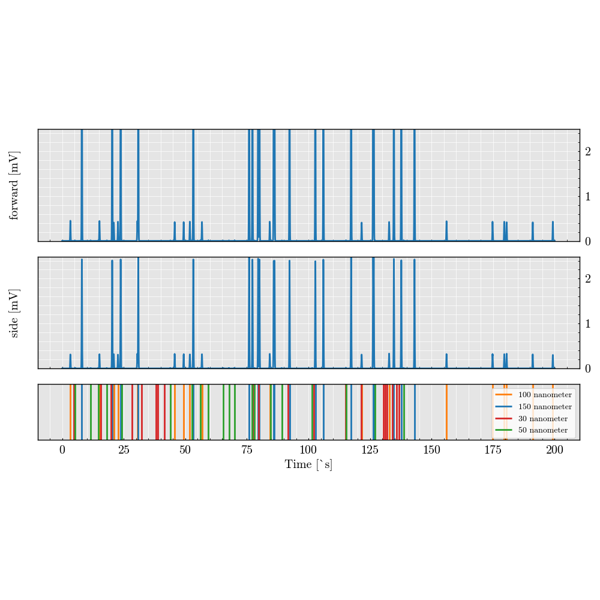 forward [mV]
2
1
0
side [mV]
2
1
0
100 nanometer
150 nanometer
30 nanometer
50 nanometer
0 25 50 75 100 125 150 175 200
Time [`s]